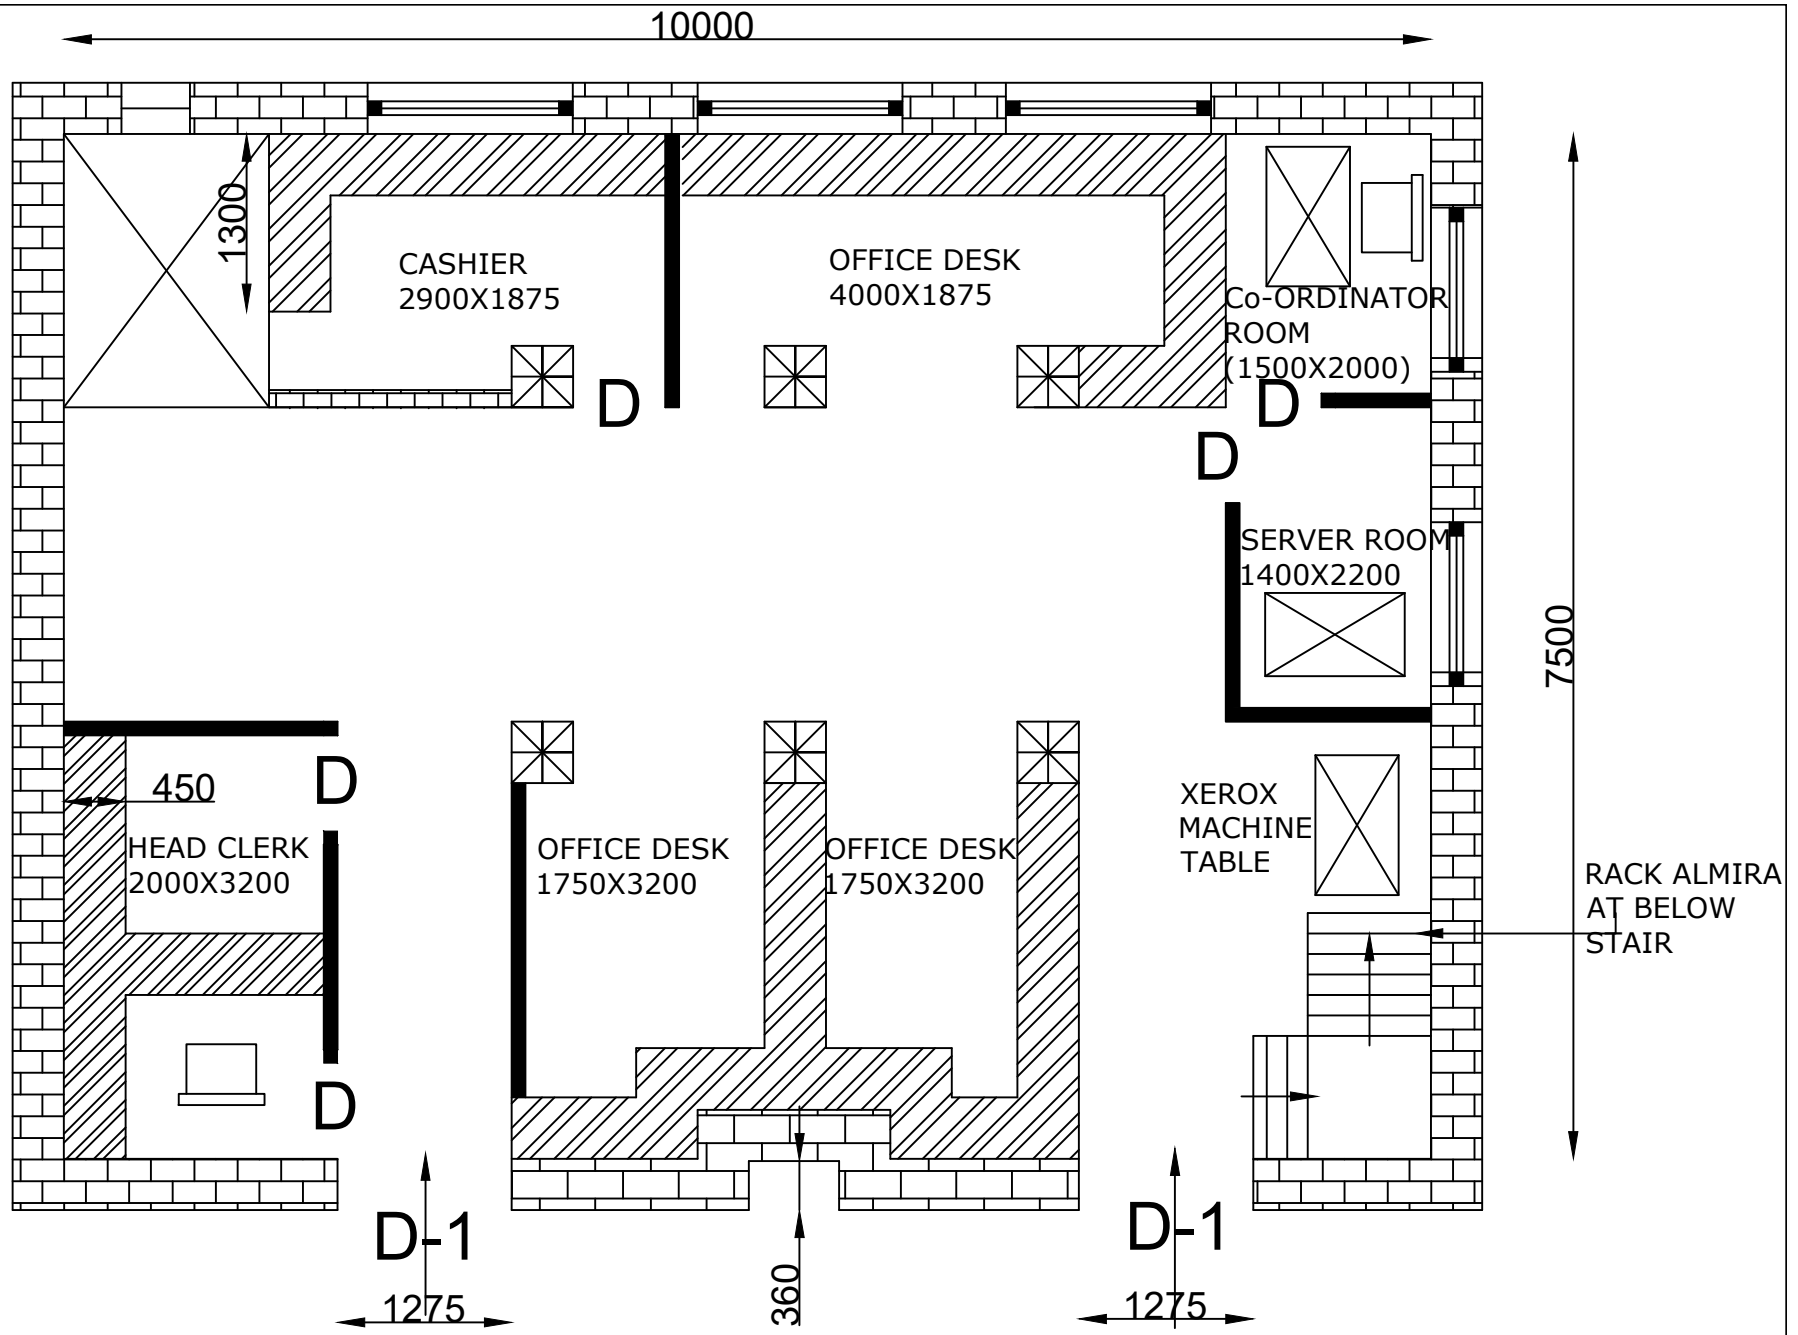 10000
1300
CASHIER
2900X1875
OFFICE DESK
4000X1875
Co-ORDINATOR
ROOM
(1500X2000)
D
D
D
SERVER ROOM
1400X2200
7500
D
450
HEAD CLERK
2000X3200
OFFICE DESK
1750X3200
OFFICE DESK
1750X3200
XEROX
MACHINE
TABLE
RACK ALMIRA
AT BELOW
STAIR
D
D-1
D-1
1275
360
1275